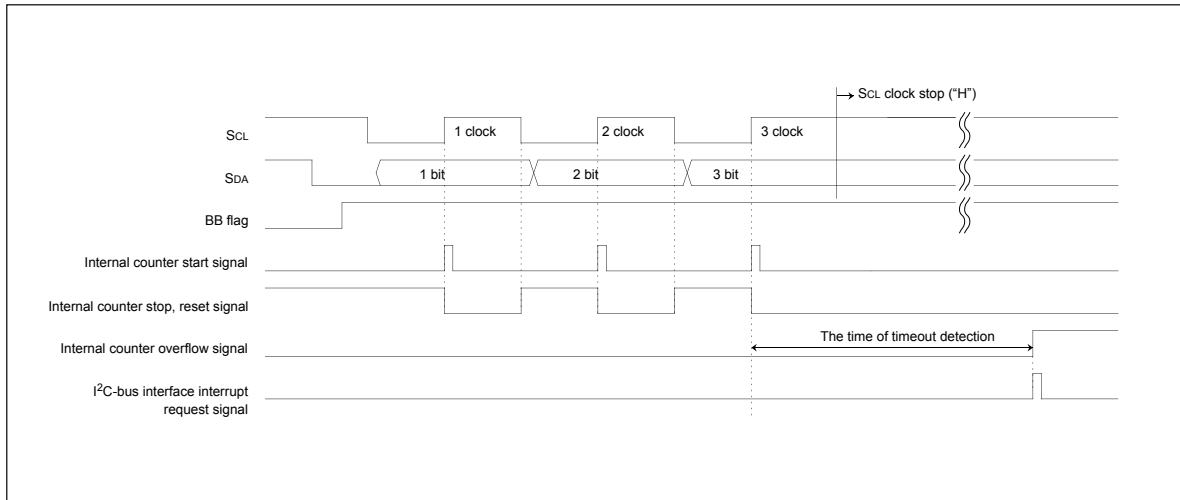 SCL clock stop (“H”)
SCL
1 clock
2 clock
3 clock
SDA
1 bit
2 bit
3 bit
BB flag
Internal counter start signal
Internal counter stop, reset signal
Internal counter overflow signal
The time of timeout detection
I2C-bus interface interrupt
request signal